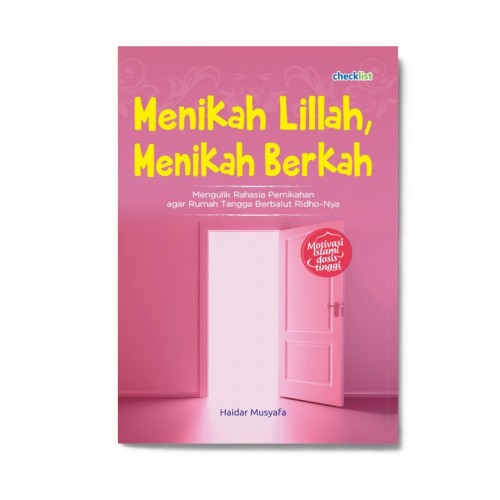 checklist
Menikah Lillah,
Menikah Berkah
Mengulik Rahasia Pernikahan
agar Rumah Tangga Berbalut Ridho-Nya
Motivasi
Islami
dosis
tinggi
Haidar Musyafa